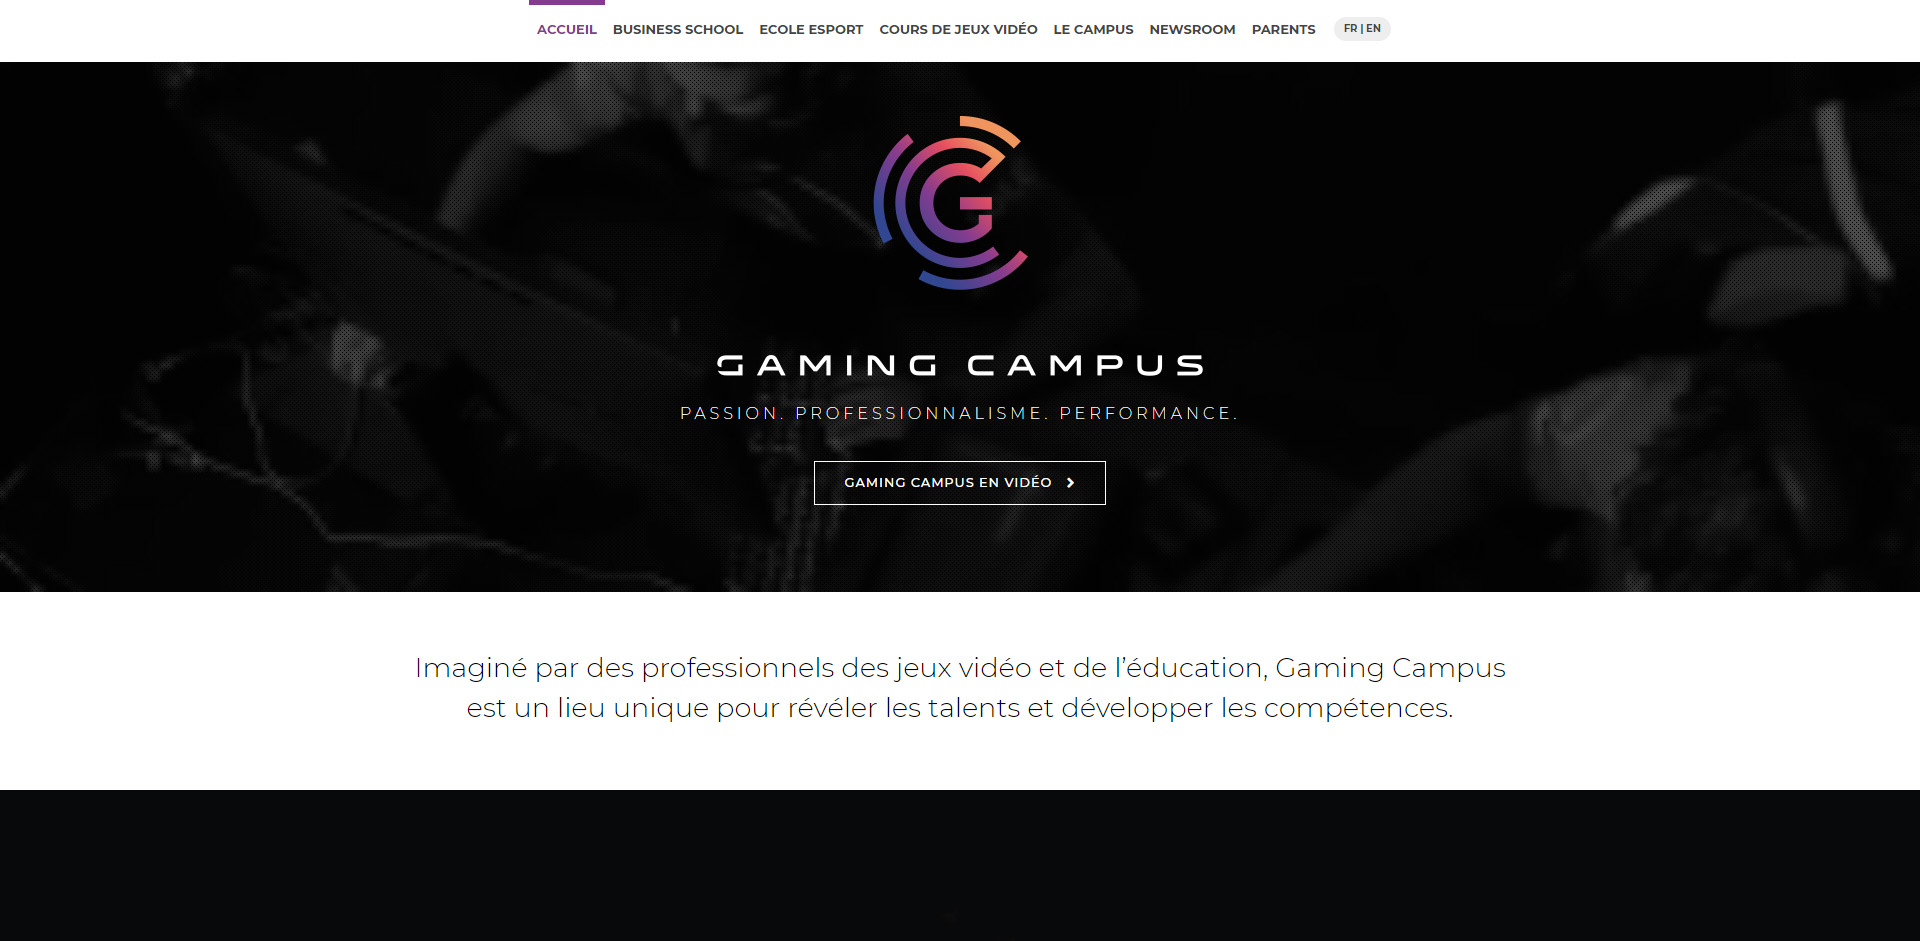 ACCUEIL BUSINESS SCHOOL ECOLE ESPORT COURS DE JEUX VIDÉO LE CAMPUS NEWSROOM PARENTS FR | EN
G
GAMING CAMPUS
PASSION. PROFESSIONNALISME. PERFORMANCE.
GAMING CAMPUS EN VIDÉO
Imaginé par des professionnels des jeux vidéo et de l’éducation, Gaming Campus
est un lieu unique pour révéler les talents et développer les compétences.